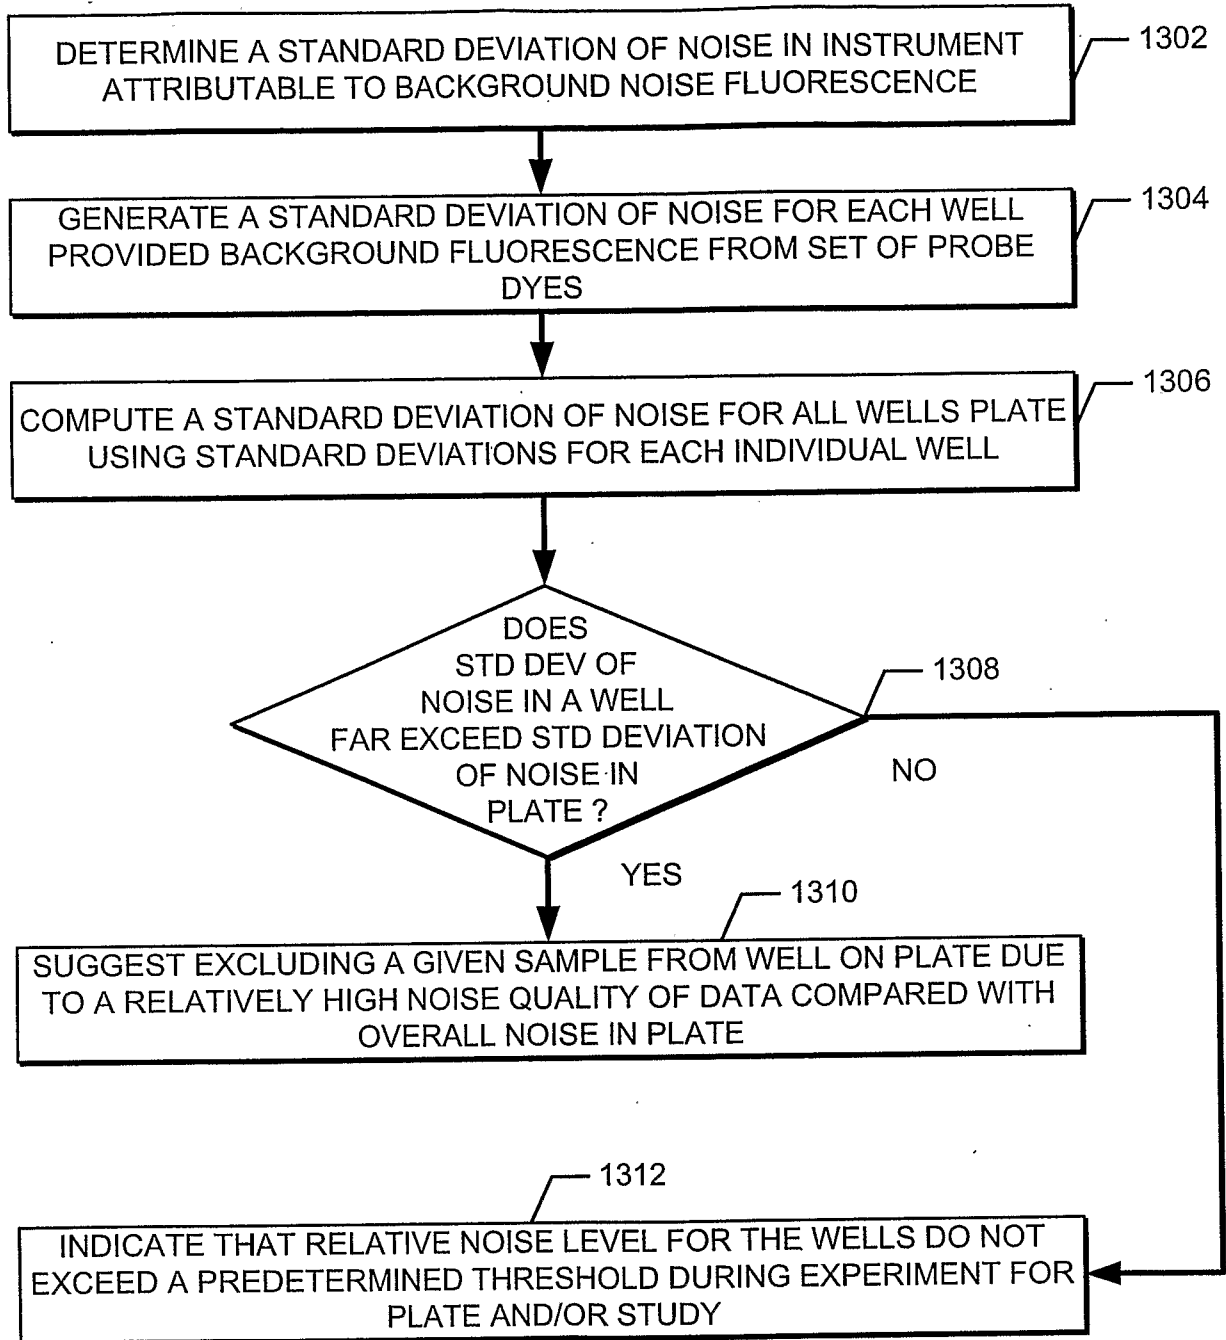 DETERMINE A STANDARD DEVIATION OF NOISE IN INSTRUMENT
ATTRIBUTABLE TO BACKGROUND NOISE FLUORESCENCE
1302
GENERATE A STANDARD DEVIATION OF NOISE FOR EACH WELL
PROVIDED BACKGROUND FLUORESCENCE FROM SET OF PROBE
DYES
1304
COMPUTE A STANDARD DEVIATION OF NOISE FOR ALL WELLS PLATE
USING STANDARD DEVIATIONS FOR EACH INDIVIDUAL WELL
1306
DOES
STD DEV OF
NOISE IN A WELL
FAR EXCEED STD DEVIATION
OF NOISE IN
PLATE ?
1308
NO
YES
1310
SUGGEST EXCLUDING A GIVEN SAMPLE FROM WELL ON PLATE DUE
TO A RELATIVELY HIGH NOISE QUALITY OF DATA COMPARED WITH
OVERALL NOISE IN PLATE
1312
INDICATE THAT RELATIVE NOISE LEVEL FOR THE WELLS DO NOT
EXCEED A PREDETERMINED THRESHOLD DURING EXPERIMENT FOR
PLATE AND/OR STUDY